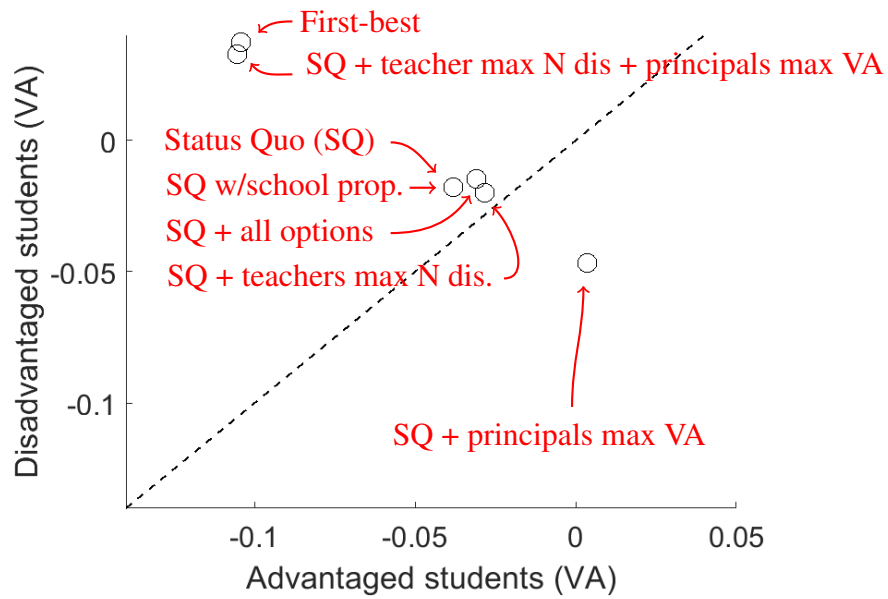 First-best
SQ + teacher max N dis + principals max VA
Status Quo (SQ)
SQ w/school prop.
SQ + all options
SQ + teachers max N dis.
SQ + principals max VA
Disadvantaged students (VA)
0
-0.05
-0.1
-0.1
-0.05
0
0.05
Advantaged students (VA)